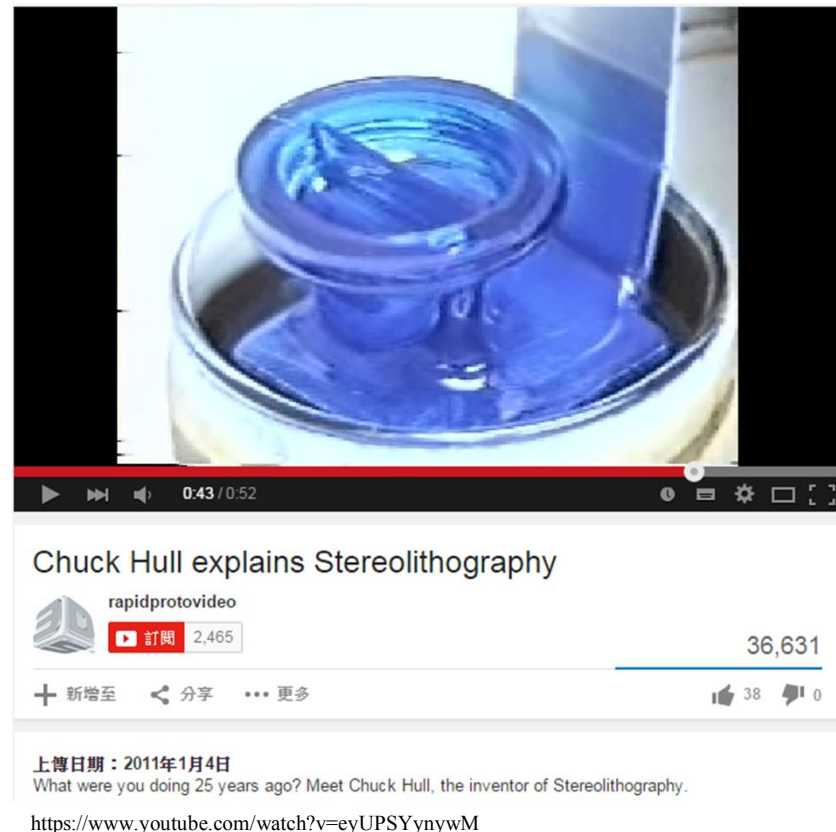 0:43 / 0:52
Chuck Hull explains Stereolithography
rapidprotovideo
訂閱 2,465
36,631
新增至 分享 更多 38 0
上傳日期：2011年1月4日
What were you doing 25 years ago? Meet Chuck Hull, the inventor of Stereolithography.
https://www.youtube.com/watch?v=eyUPSYynywM